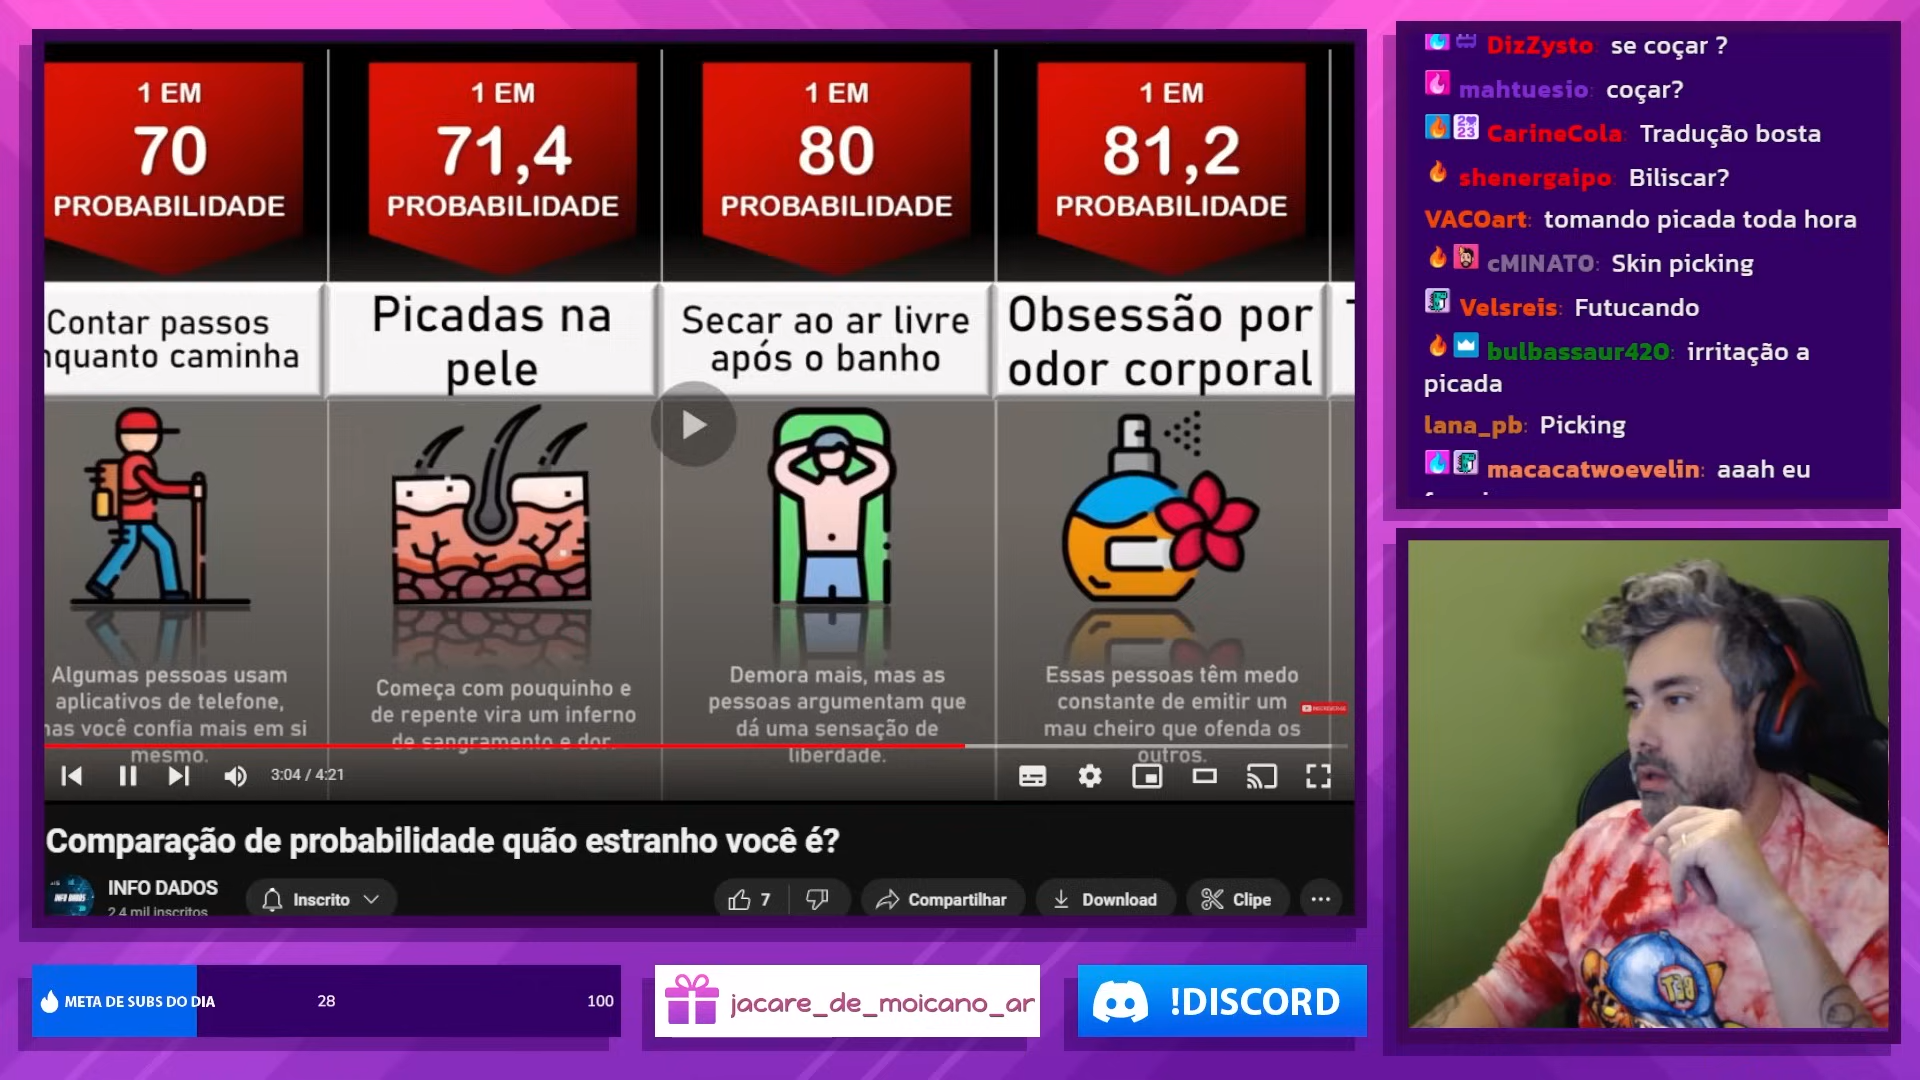 1 EM
70
PROBABILIDADE
Contar passos
nquanto caminha
Algumas pessoas usam
aplicativos de telefone,
mas você confia mais em si
mesmo.
1 EM
71,4
PROBABILIDADE
Picadas na
pele
Começa com pouquinho e
de repente vira um inferno
de sangramento e dor.
1 EM
80
PROBABILIDADE
Secar ao ar livre
após o banho
Demora mais, mas as
pessoas argumentam que
dá uma sensação de
liberdade.
1 EM
81,2
PROBABILIDADE
Obsessão por
odor corporal
Essas pessoas têm medo
constante de emitir um
mau cheiro que ofenda os
outros.
3:04 / 4:21
Comparação de probabilidade quão estranho você é?
INFO DADOS
2,4 mil inscritos
Inscrito
7
Compartilhar
Download
Clipe
DizZysto se coçar ?
mahtuesio: coçar?
2023
CarineCola: Tradução bosta
shenergaipo: Biliscar?
VACOart: tomando picada toda hora
cMINATO: Skin picking
Velsreis: Futucando
bulbassaur420: irritação a
picada
lana_pb: Picking
macacatwoevelin: aaah eu
META DE SUBS DO DIA
28
100
jacare_de_moicano_ar
!DISCORD